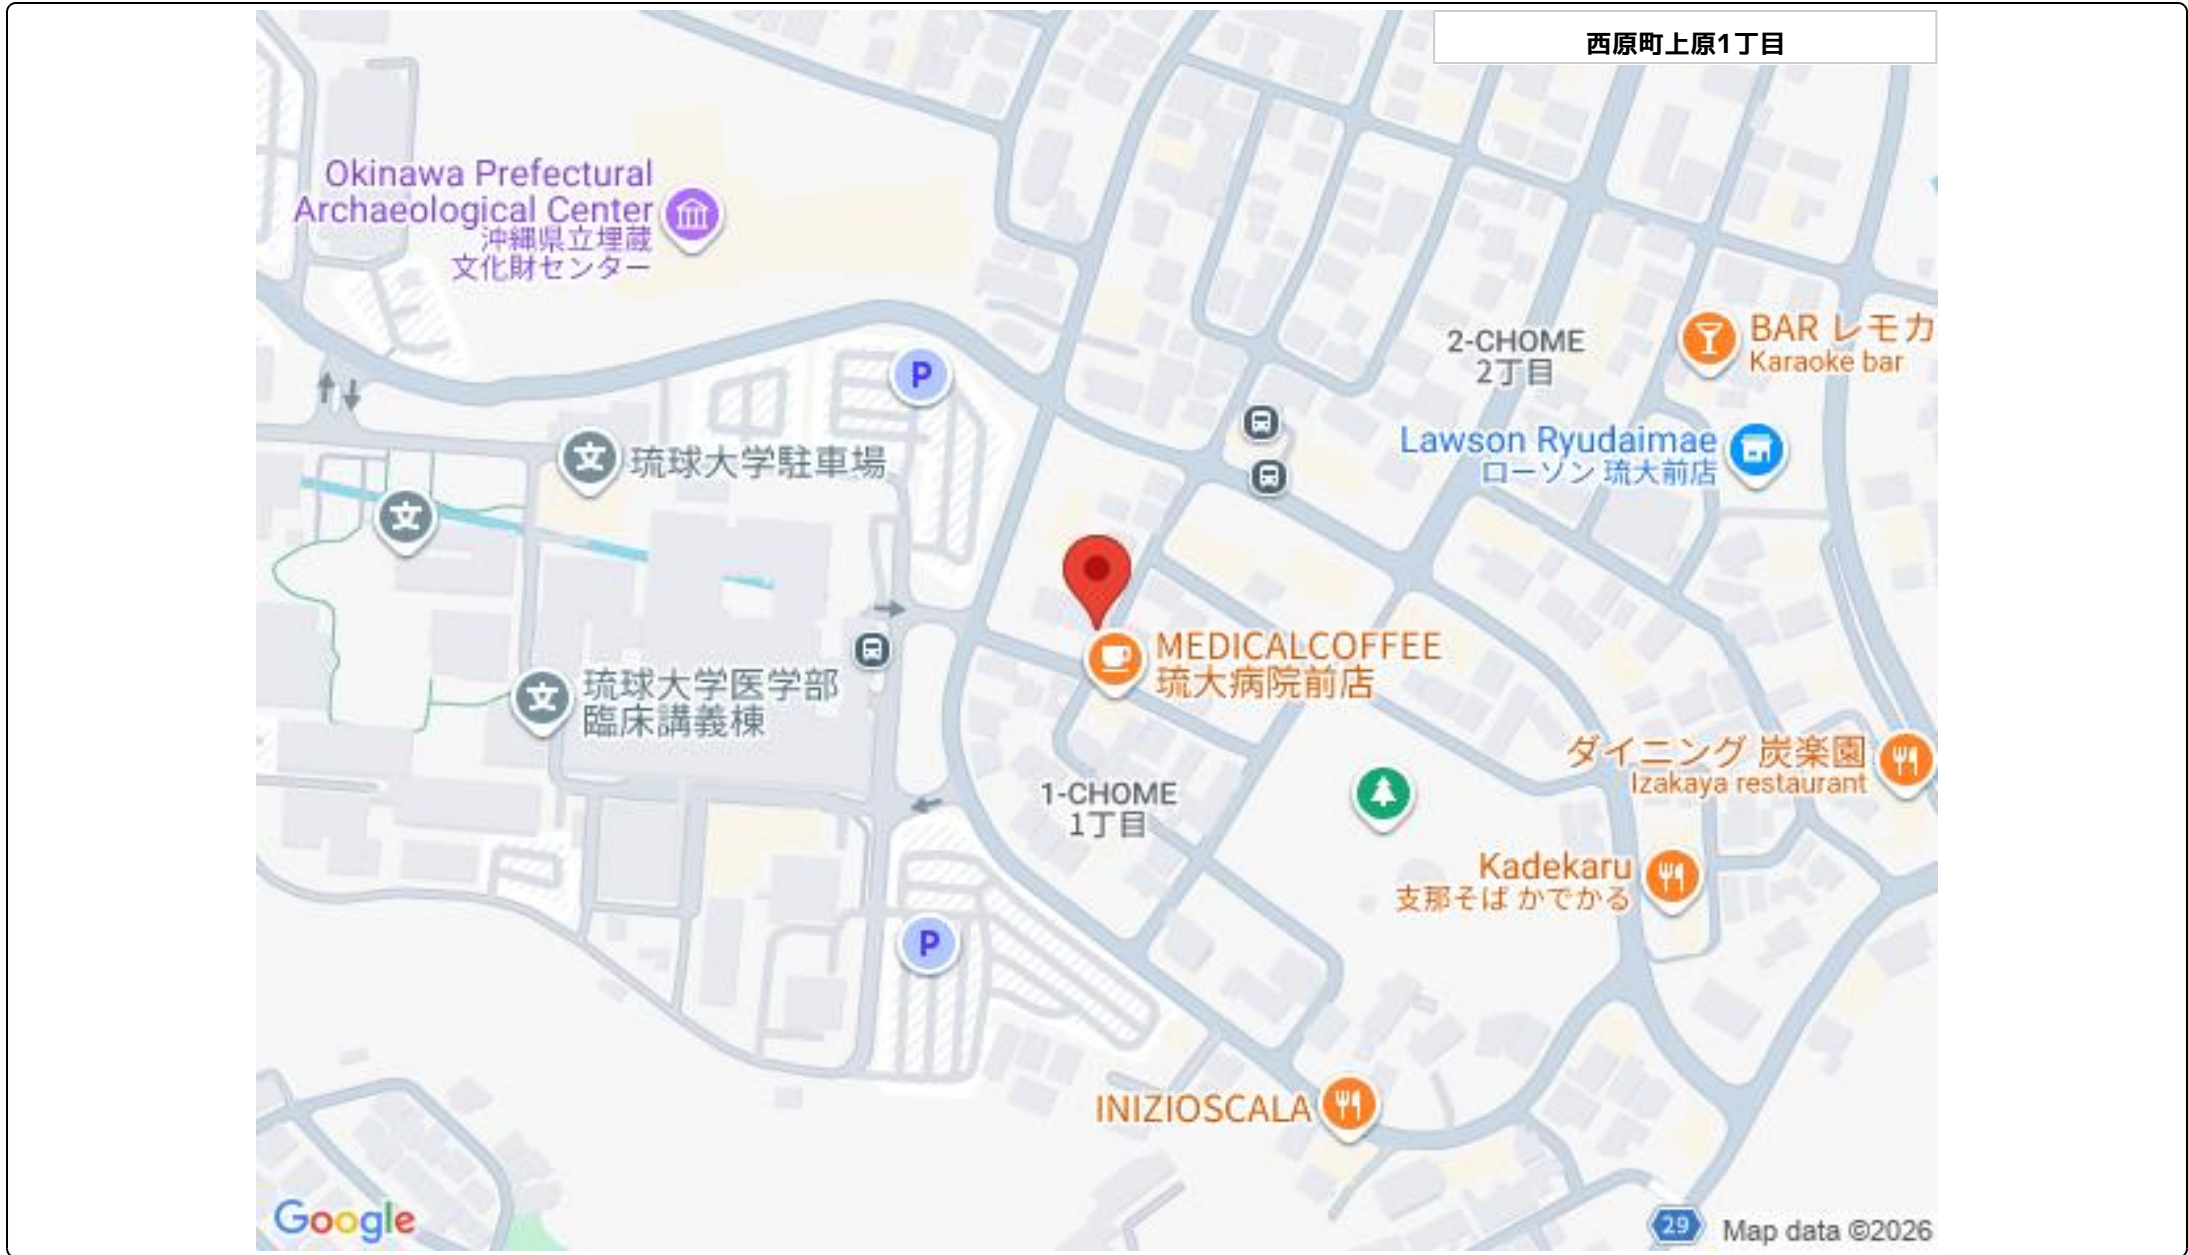 西原町上原1丁目
Okinawa Prefectural
Archaeological Center
沖縄県立埋蔵
文化財センター
BAR レモカ
Karaoke bar
2-CHOME
2丁目
P
Lawson Ryudaimae
ローソン 琉大前店
文
琉球大学駐車場
文
MEDICALCOFFEE
琉大病院前店
文
琉球大学医学部
臨床講義棟
ダイニング 炭楽園
Izakaya restaurant
1-CHOME
1丁目
Kadekaru
支那そば かでかる
P
INIZIOSCALA
Google
29
Map data ©2026